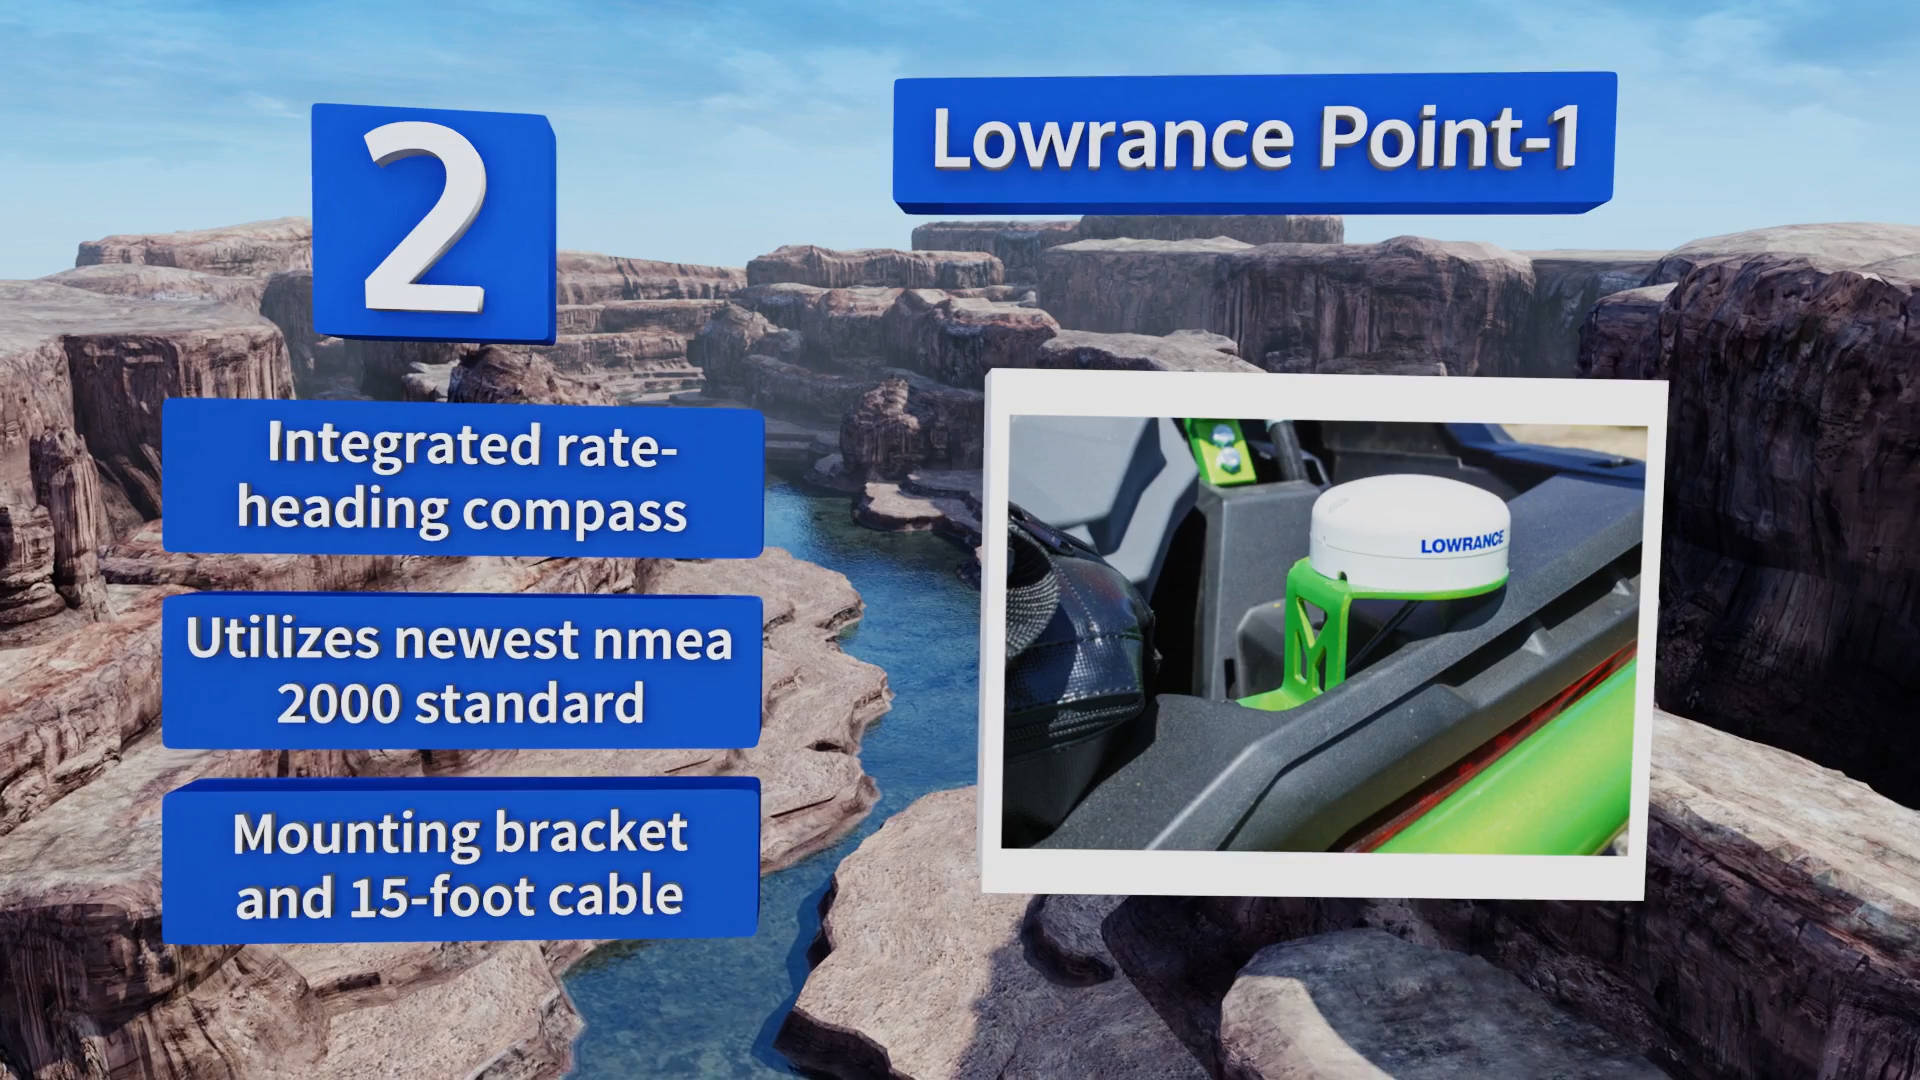 2
Lowrance Point-1
Integrated rate-
heading compass
Utilizes newest nmea
2000 standard
Mounting bracket
and 15-foot cable
LOWRANCE